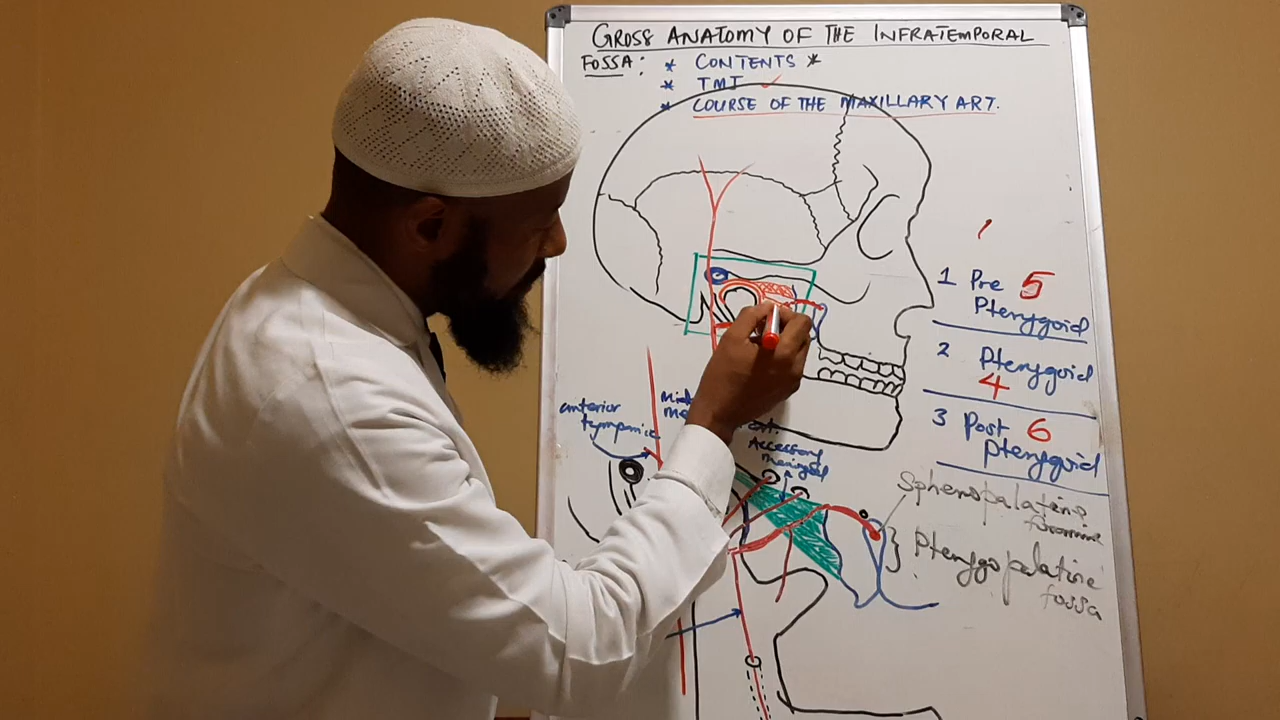 GROSS ANATOMY OF THE INFRATEMPORAL
FOSSA: * CONTENTS *
* TMJ
* COURSE OF THE MAXILLARY ART.
1 Pre 5
Pterygoid
2 Pterygoid
4
3 Post 6
Pterygoid
anterior
tympanic
Accessory
meningeal
Sphenopalatine
foramine
Pterygopalatine
fossa